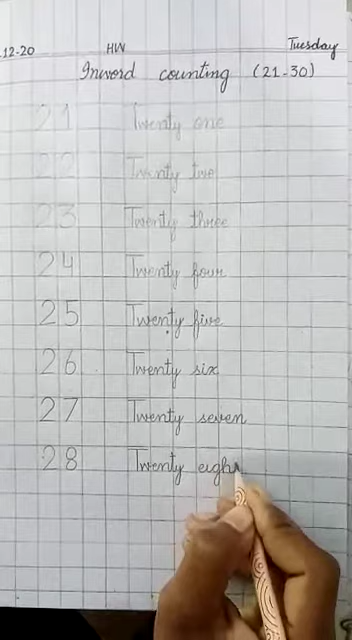 12-20 HW Tuesday
Inword counting (21-30)
21 Twenty one
22 Twenty two
23 Twenty three
24 Twenty four
25 Twenty five
26 Twenty six
27 Twenty seven
28 Twenty eigh